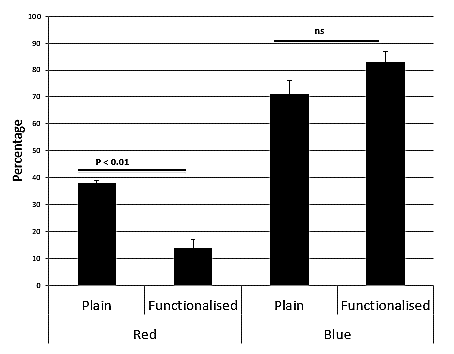 100
90
80
70
60
50
40
30
20
10
0
Percentage
P < 0.01
ns
Plain Functionalised Plain Functionalised
Red Blue